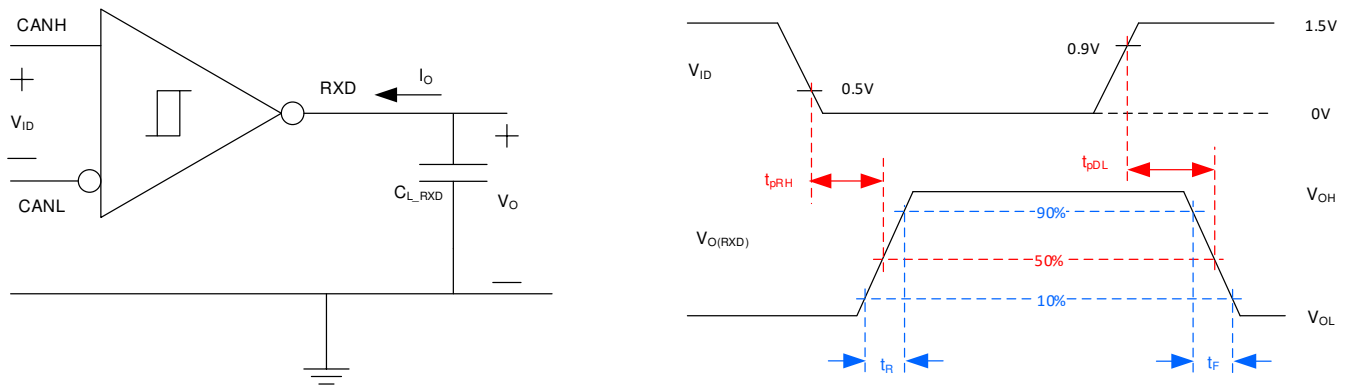 CANH
+
V_ID
—
CANL
RXD
I_O
+
C_L_RXD
V_O
—
1.5V
0.9V
V_ID
0.5V
0V
t_pRH
t_pDL
V_OH
90%
V_O(RXD)
50%
10%
V_OL
t_R
t_F